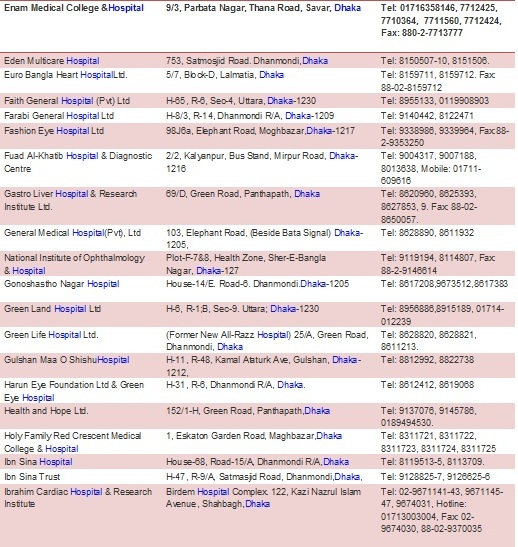 Enam Medical College &Hospital 9/3, Parbata Nagar, Thana Road, Savar, Dhaka Tel: 01716358146, 7712425,
7710364, 7711560, 7712424,
Fax: 880-2-7713777
Eden Multicare Hospital 753, Satmosjid Road. Dhanmondi,Dhaka Tel: 8150507-10, 8151506.
Euro Bangla Heart HospitalLtd. 5/7, Block-D, Lalmatia, Dhaka Tel: 8159711, 8159712. Fax:
88-02-8159712
Faith General Hospital (Pvt) Ltd H-65, R-6, Sec-4, Uttara, Dhaka-1230 Tel: 8955133, 0119908903
Farabi General Hospital Ltd H-8/3, R-14, Dhanmondi R/A, Dhaka-1209 Tel: 9140442, 8122471
Fashion Eye Hospital Ltd 98J6a, Elephant Road, Moghbazar,Dhaka-1217 Tel: 9338986, 9339964, Fax:88-
2-9353250
Fuad Al-Khatib Hospital & Diagnostic 2/2, Kalyanpur, Bus Stand, Mirpur Road, Dhaka- Tel: 9004317, 9007188,
Centre 1216 8013638, Mobile: 01711-
609616
Gastro Liver Hospital & Research 69/D, Green Road, Panthapath, Dhaka Tel: 8620960, 8625393,
Institute Ltd. 8627853, 9. Fax: 88-02-
8650057.
General Medical Hospital(Pvt), Ltd 103, Elephant Road, (Beside Bata Signal) Dhaka- Tel: 8628890, 8611932
1205,
National Institute of Ophthalmology Plot-F-7&8, Health Zone, Sher-E-Bangla Tel: 9119194, 8114807, Fax:
& Hospital Nagar, Dhaka-127 88-2-9146614
Gonoshastho Nagar Hospital House-14/E. Road-6. Dhanmondi.Dhaka-1205 Tel: 8617208,9673512,8617383
Green Land Hospital Ltd H-6, R-1;B, Sec-9. Uttara; Dhaka-1230 Tel: 8956886,8915189, 01714-
012239
Green Life Hospital Ltd. (Former New All-Razz Hospital) 25/A, Green Road, Tel: 8628820, 8628821,
Dhanmondi, Dhaka 8611213.
Gulshan Maa O ShishuHospital H-11, R-48, Kamal Ataturk Ave, Gulshan, Dhaka- Tel: 8812992, 8822738
1212,
Harun Eye Foundation Ltd & Green H-31, R-6, Dhanmondi R/A, Dhaka. Tel: 8612412, 8619068
Eye Hospital
Health and Hope Ltd. 152/1-H, Green Road, Panthapath,Dhaka Tel: 9137076, 9145786,
0189494530.
Holy Family Red Crescent Medical 1, Eskaton Garden Road, Maghbazar,Dhaka Tel: 8311721, 8311722,
College & Hospital 8311723, 8311724, 8311725
Ibn Sina Hospital House-68, Road-15/A, Dhanmondi R/A,Dhaka Tel: 8119513-5, 8113709.
Ibn Sina Trust H-47, R-9/A, Satmasjid Road, Dhanmondi,Dhaka, Tel: 9128825-7, 9126625-6
Ibrahim Cardiac Hospital & Research Birdem Hospital Complex. 122, Kazi Nazrul Islam Tel: 02-9671141-43, 9671145-
Institute Avenue , Shahbagh,Dhaka 47, 9674031, Hotline:
01713003004, Fax: 02-
9674030, 88-02-9370035